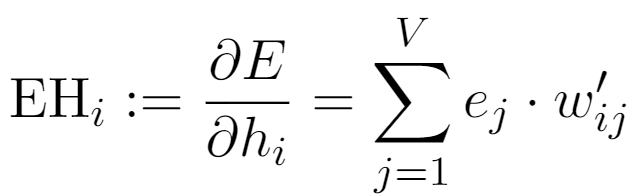 EH_i := \frac{\partial E}{\partial h_i} = \sum_{j=1}^{V} e_j \cdot w'_{ij}